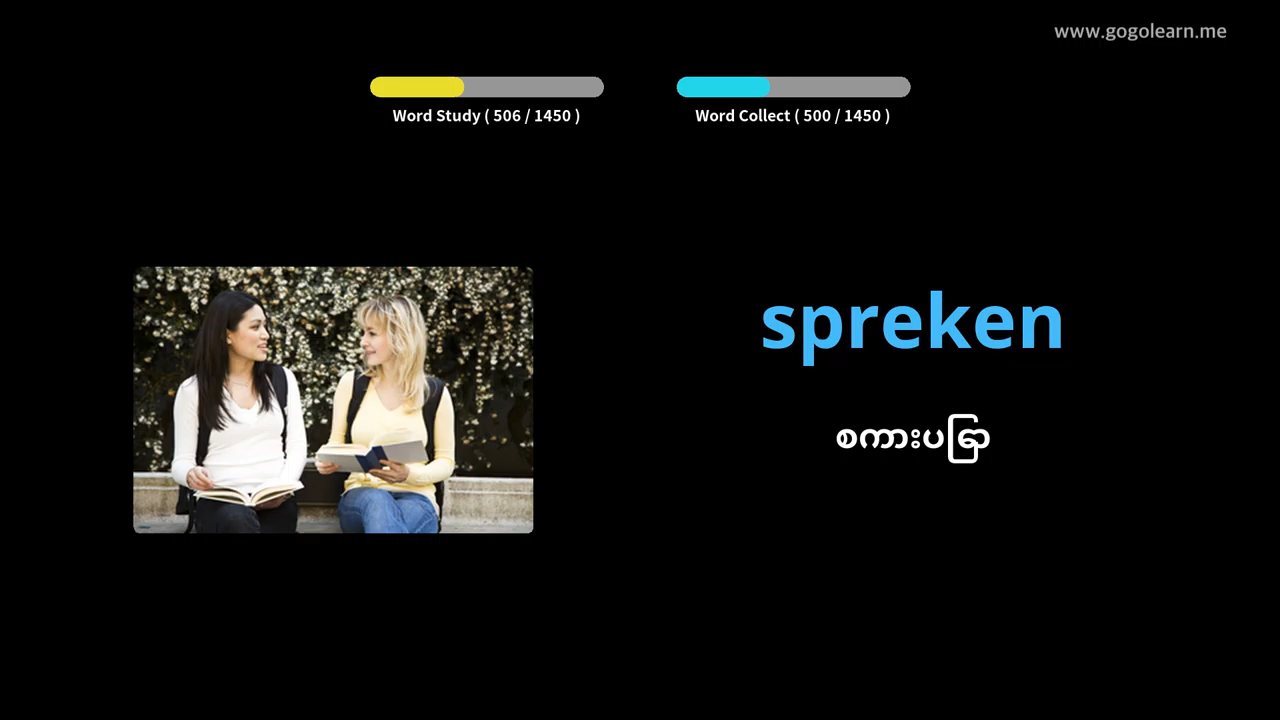 www.gogolearn.me
Word Study ( 506 / 1450 )
Word Collect ( 500 / 1450 )
spreken
စကားပြော